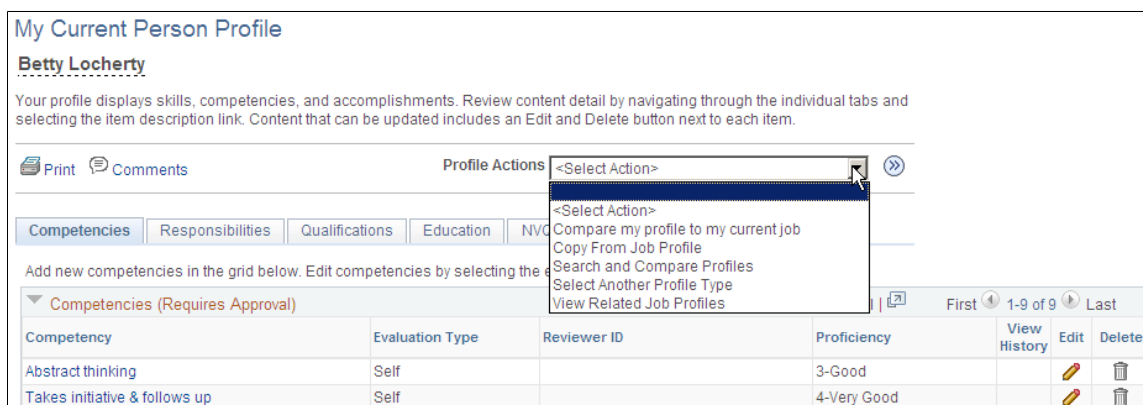 My Current Person Profile
Betty Locherty
Your profile displays skills, competencies, and accomplishments. Review content detail by navigating through the individual tabs and
selecting the item description link. Content that can be updated includes an Edit and Delete button next to each item.
Print Comments Profile Actions <Select Action>
<Select Action>
Compare my profile to my current job
Copy From Job Profile
Search and Compare Profiles
Select Another Profile Type
View Related Job Profiles
Competencies Responsibilities Qualifications Education
Add new competencies in the grid below. Edit competencies by selecting the
Competencies (Requires Approval) First 1-9 of 9 Last
Competency Evaluation Type Reviewer ID Proficiency View History Edit Delete
Abstract thinking Self 3-Good
Takes initiative & follows up Self 4-Very Good